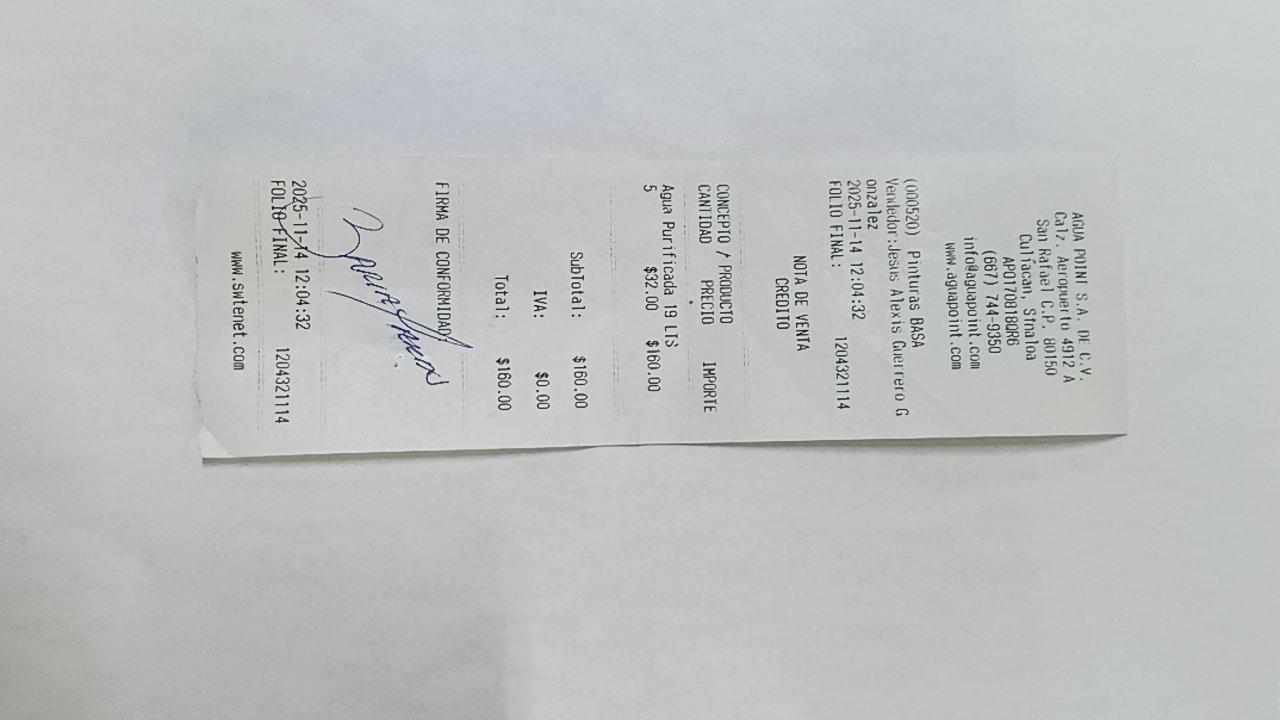 AGUA POINT S.A. DE C.V.
Calz. Aeropuerto 4912 A
San Rafael C.P. 80150
Culiacan, Sinaloa
APO170818QR6
(667) 744-9350
info@aguapoint.com
www.aguapoint.com
(000520) Pinturas BASA
Vendedor:Jesus Alexis Guerrero G
onzalez
2025-11-14 12:04:32
FOLIO FINAL: 1204321114
NOTA DE VENTA
CREDITO
CONCEPTO / PRODUCTO
CANTIDAD PRECIO IMPORTE
Agua Purificada 19 LTS
5 $32.00 $160.00
SubTotal: $160.00
IVA: $0.00
Total: $160.00
FIRMA DE CONFORMIDAD
2025-11-14 12:04:32
FOLIO FINAL: 1204321114
www.swtenet.com